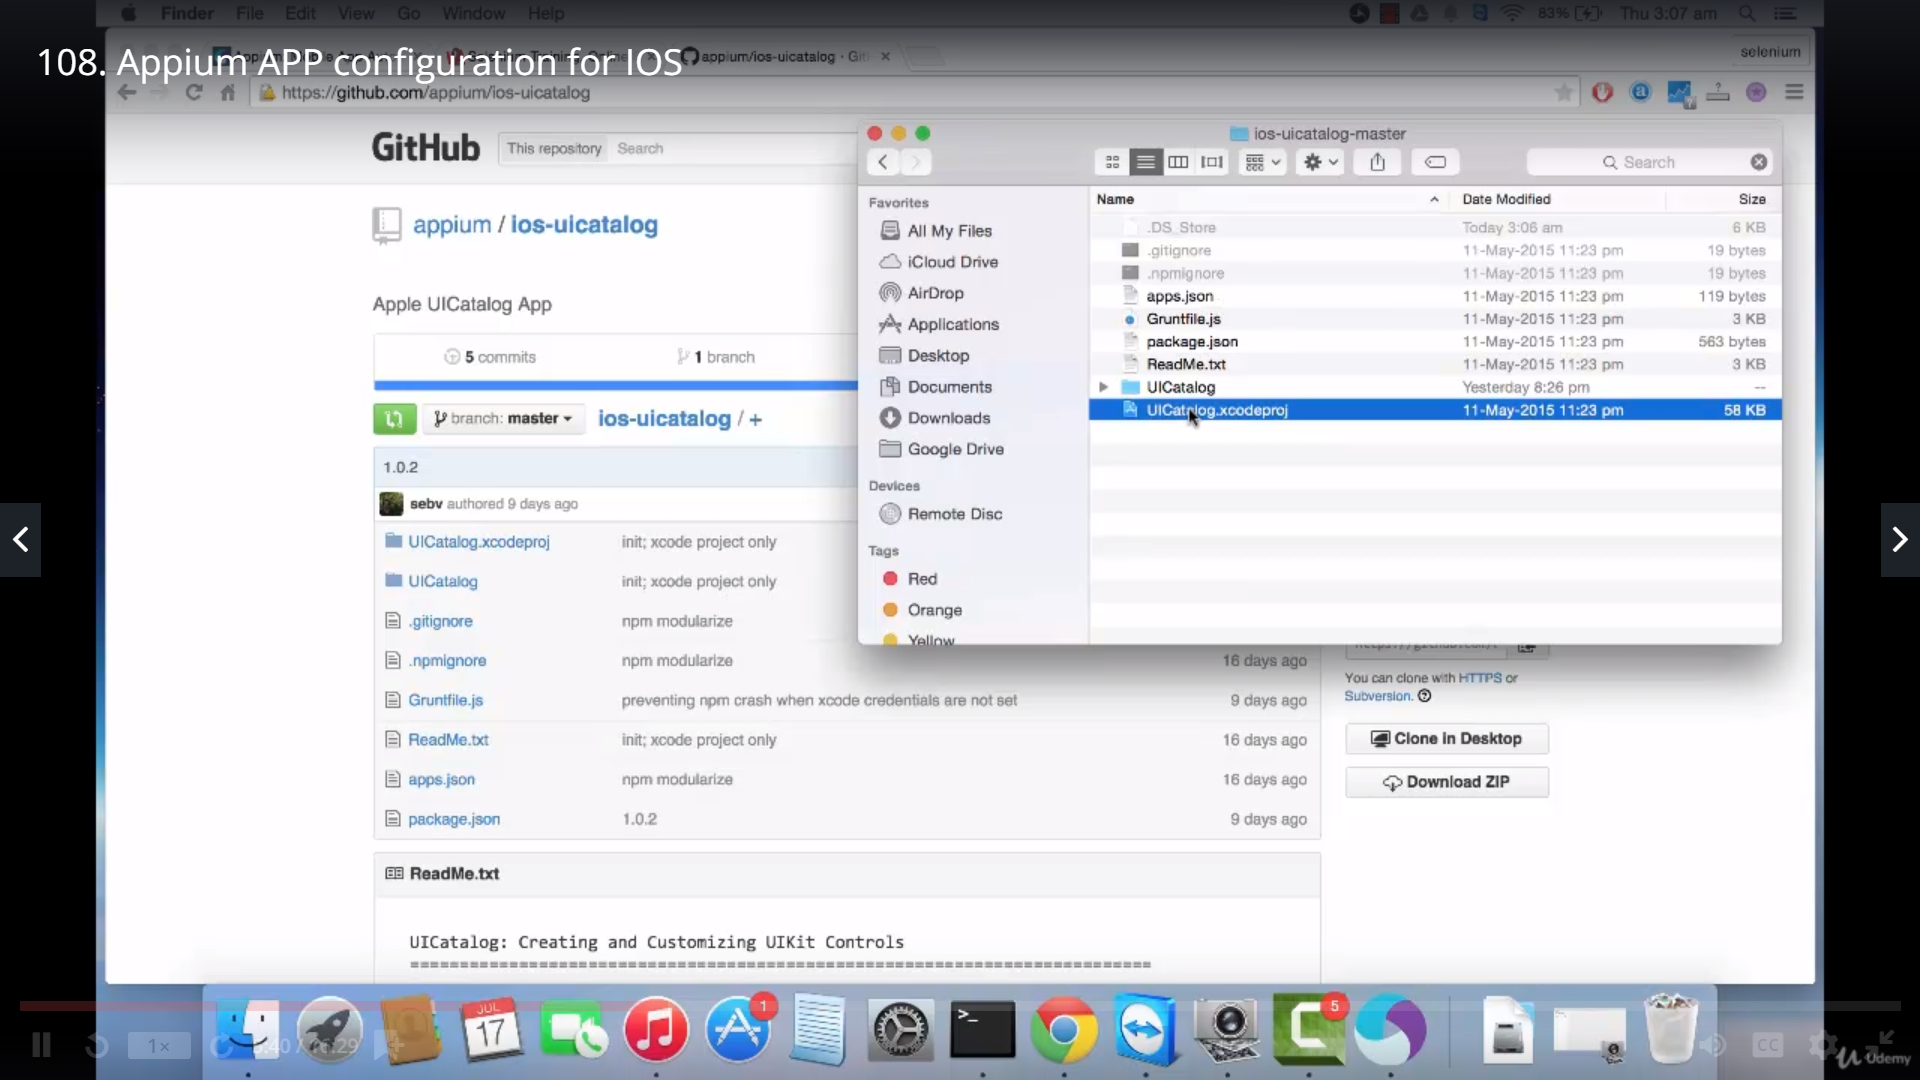 Finder File Edit View Go Window Help 83% Thu 3:07 am
108. Appium APP configuration for IOS
appium/ios-uicatalog · Git
selenium
https://github.com/appium/ios-uicatalog
GitHub This repository Search
appium / ios-uicatalog
Apple UICatalog App
5 commits 1 branch
branch: master ios-uicatalog / +
1.0.2
sebv authored 9 days ago
UICatalog.xcodeproj init; xcode project only
UICatalog init; xcode project only
.gitignore npm modularize
.npmignore npm modularize 16 days ago
Gruntfile.js preventing npm crash when xcode credentials are not set 9 days ago
ReadMe.txt init; xcode project only 16 days ago
apps.json npm modularize 16 days ago
package.json 1.0.2 9 days ago
ReadMe.txt
UICatalog: Creating and Customizing UIKit Controls
You can clone with HTTPS or
Subversion.
Clone in Desktop
Download ZIP
ios-uicatalog-master
Search
Favorites
All My Files
iCloud Drive
AirDrop
Applications
Desktop
Documents
Downloads
Google Drive
Devices
Remote Disc
Tags
Red
Orange
Yellow
Name Date Modified Size
.DS_Store Today 3:06 am 6 KB
.gitignore 11-May-2015 11:23 pm 19 bytes
.npmignore 11-May-2015 11:23 pm 19 bytes
apps.json 11-May-2015 11:23 pm 119 bytes
Gruntfile.js 11-May-2015 11:23 pm 3 KB
package.json 11-May-2015 11:23 pm 563 bytes
ReadMe.txt 11-May-2015 11:23 pm 3 KB
UICatalog Yesterday 8:26 pm --
UICatalog.xcodeproj 11-May-2015 11:23 pm 58 KB
JUL
17
1
5
1×
CC
Udemy